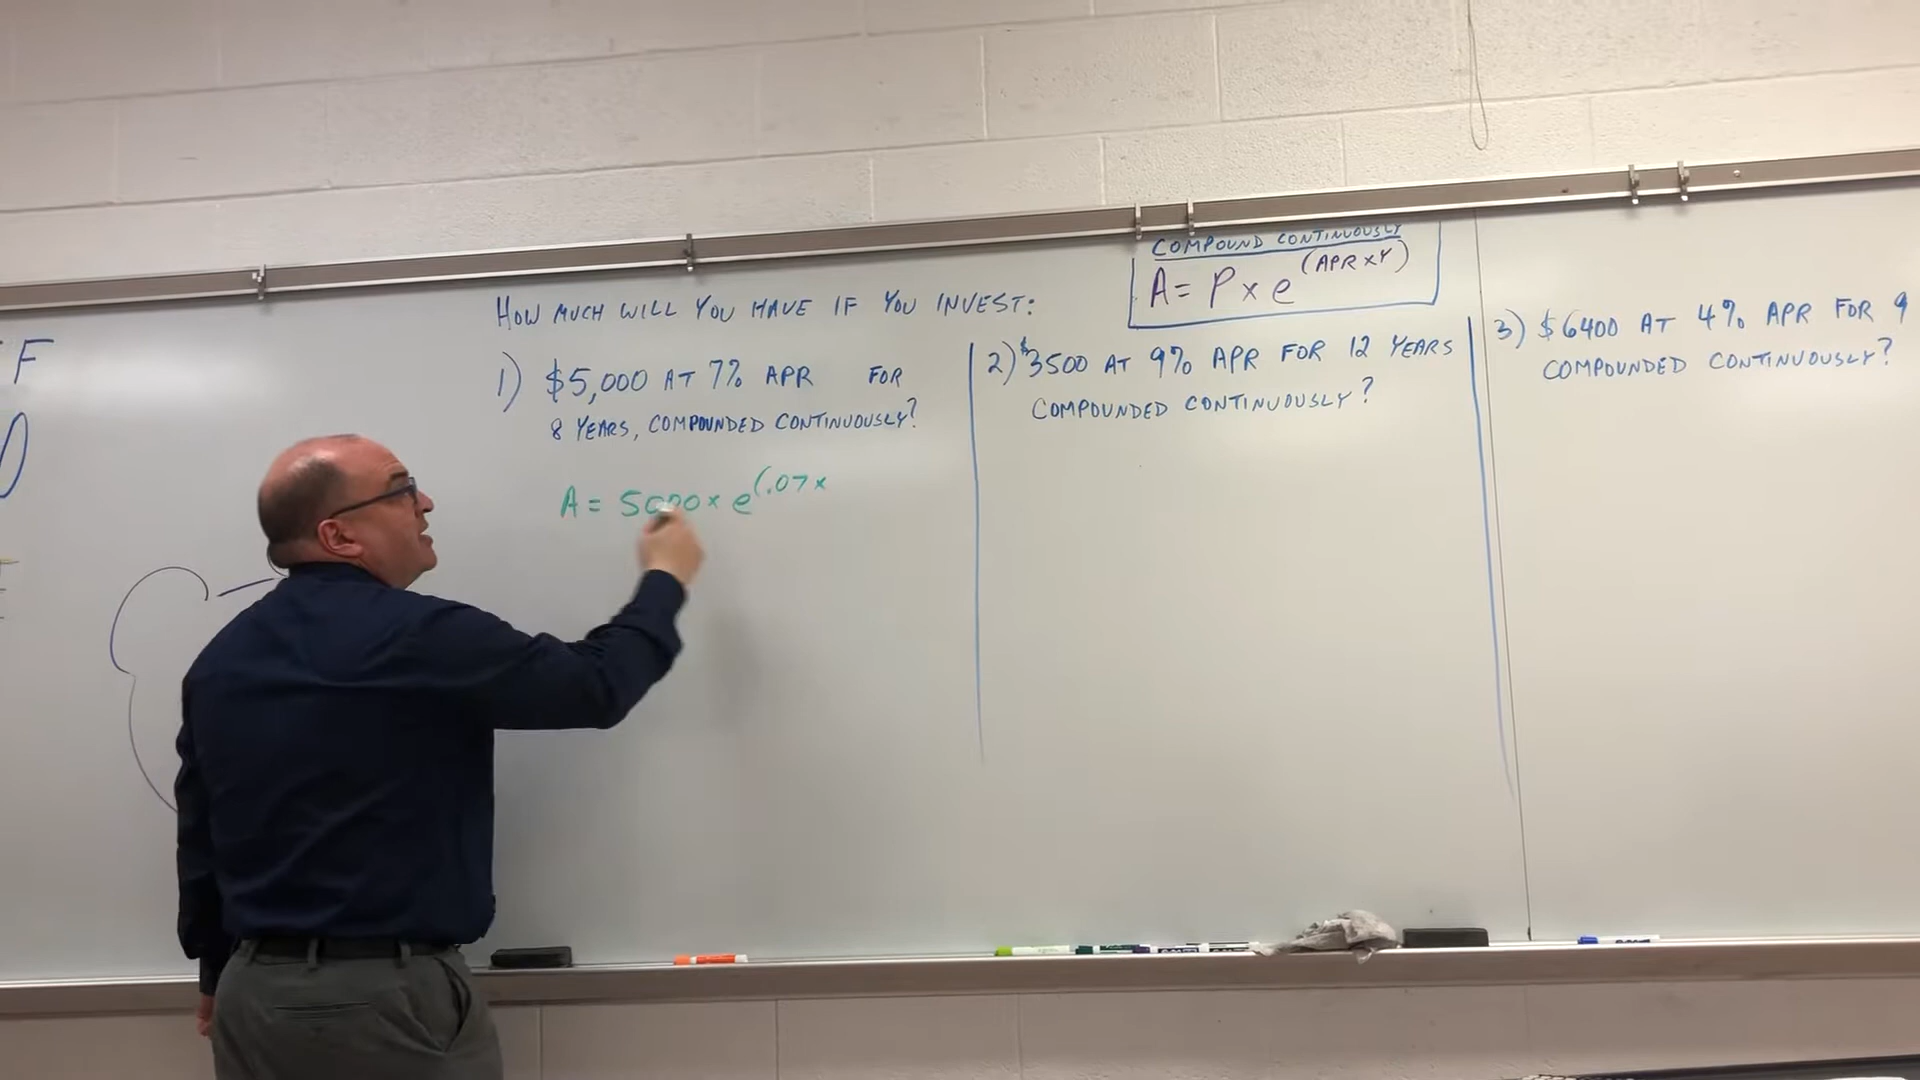 F
HOW MUCH WILL YOU HAVE IF YOU INVEST:
COMPOUND CONTINUOUSLY
A = P x e^(APR x Y)
1) $5,000 AT 7% APR FOR
8 YEARS, COMPOUNDED CONTINUOUSLY?
A = 5000 x e^(.07 x
2) $3500 AT 9% APR FOR 12 YEARS
COMPOUNDED CONTINUOUSLY?
3) $6400 AT 4% APR FOR 9
COMPOUNDED CONTINUOUSLY?